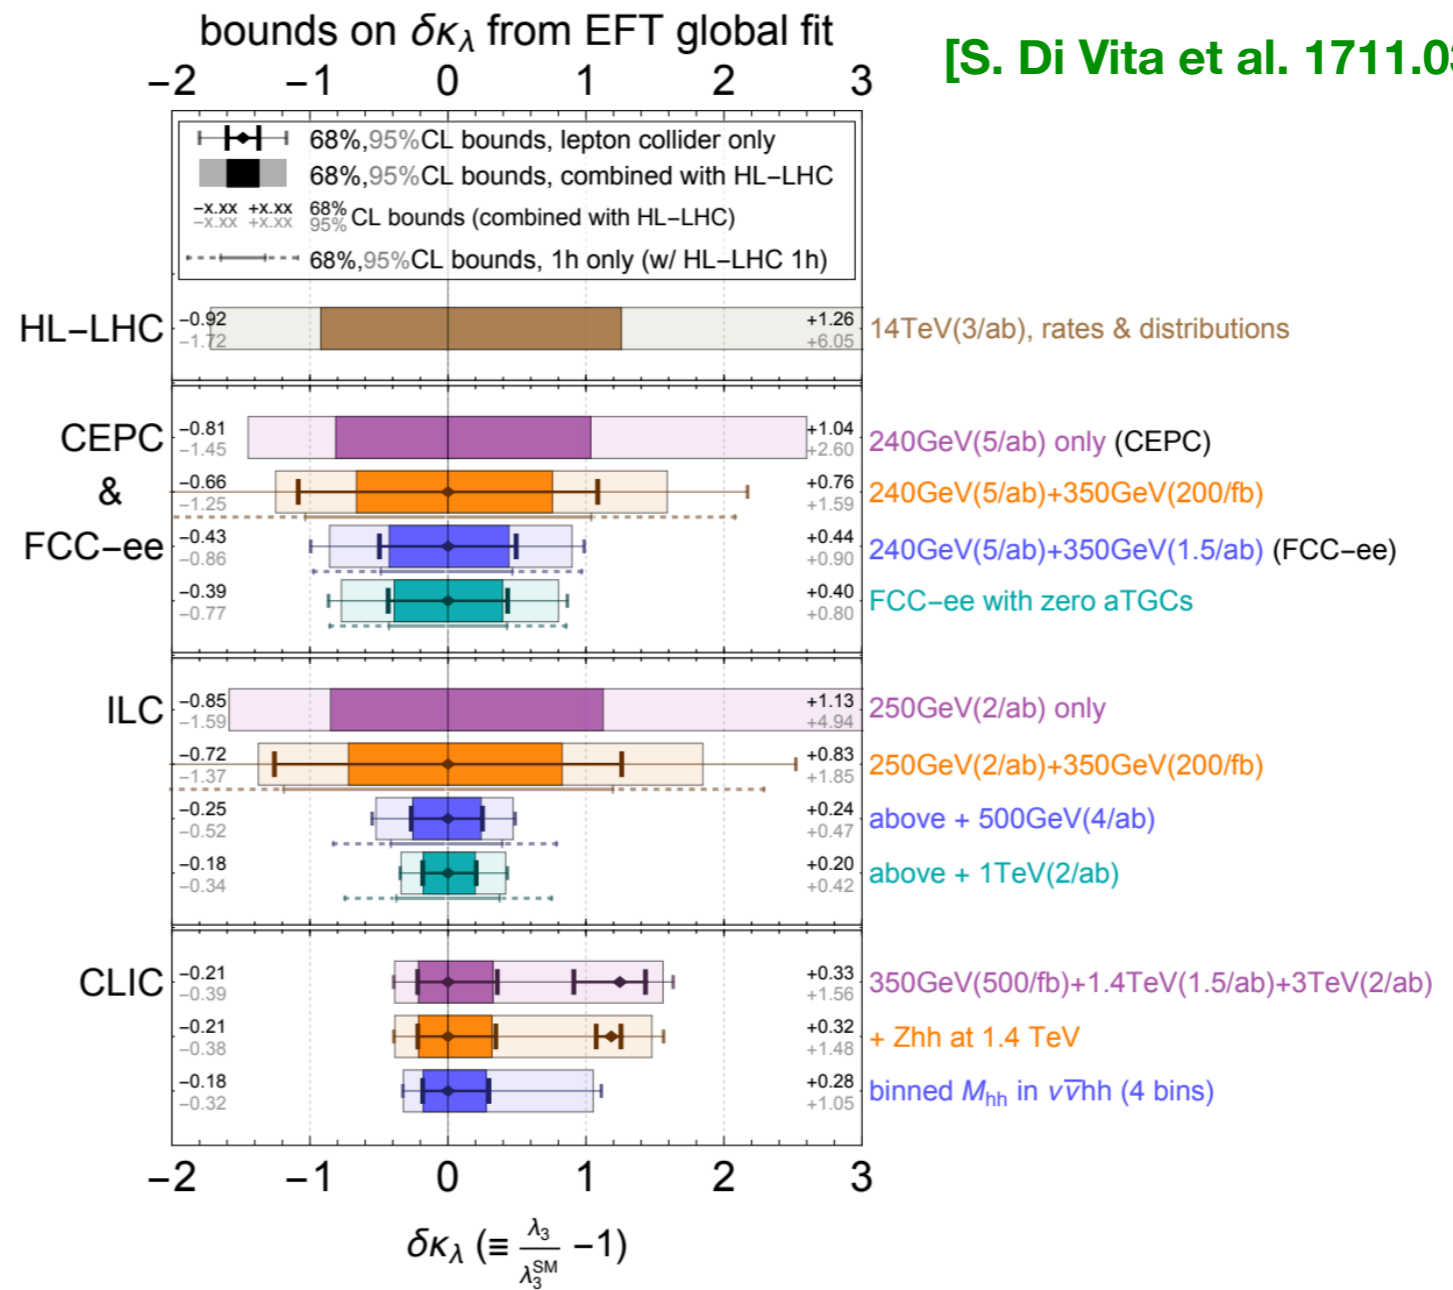 bounds on δκλ from EFT global fit
[S. Di Vita et al. 1711.03
−2 −1 0 1 2 3
68%,95%CL bounds, lepton collider only
68%,95%CL bounds, combined with HL−LHC
−x.xx +x.xx 68% CL bounds (combined with HL−LHC)
−x.xx +x.xx 95%
68%,95%CL bounds, 1h only (w/ HL−LHC 1h)
HL−LHC −0.92 +1.26 14TeV(3/ab), rates & distributions
−1.72 +6.05
CEPC −0.81 +1.04 240GeV(5/ab) only (CEPC)
−1.45 +2.60
& −0.66 +0.76 240GeV(5/ab)+350GeV(200/fb)
−1.25 +1.59
FCC−ee −0.43 +0.44 240GeV(5/ab)+350GeV(1.5/ab) (FCC−ee)
−0.86 +0.90
−0.39 +0.40 FCC−ee with zero aTGCs
−0.77 +0.80
ILC −0.85 +1.13 250GeV(2/ab) only
−1.59 +4.94
−0.72 +0.83 250GeV(2/ab)+350GeV(200/fb)
−1.37 +1.85
−0.25 +0.24 above + 500GeV(4/ab)
−0.52 +0.47
−0.18 +0.20 above + 1TeV(2/ab)
−0.34 +0.42
CLIC −0.21 +0.33 350GeV(500/fb)+1.4TeV(1.5/ab)+3TeV(2/ab)
−0.39 +1.56
−0.21 +0.32 + Zhh at 1.4 TeV
−0.38 +1.48
−0.18 +0.28 binned Mhh in νν̅hh (4 bins)
−0.32 +1.05
−2 −1 0 1 2 3
δκλ (≡ λ3/λ3SM −1)